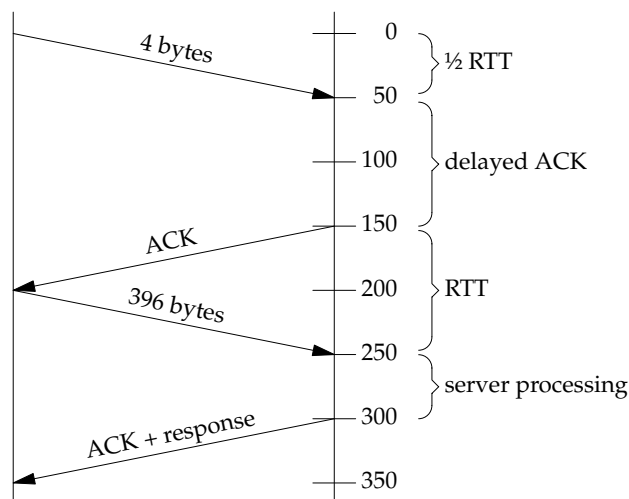 0
4 bytes
½ RTT
50
100
delayed ACK
150
ACK
200
RTT
396 bytes
250
server processing
300
ACK + response
350